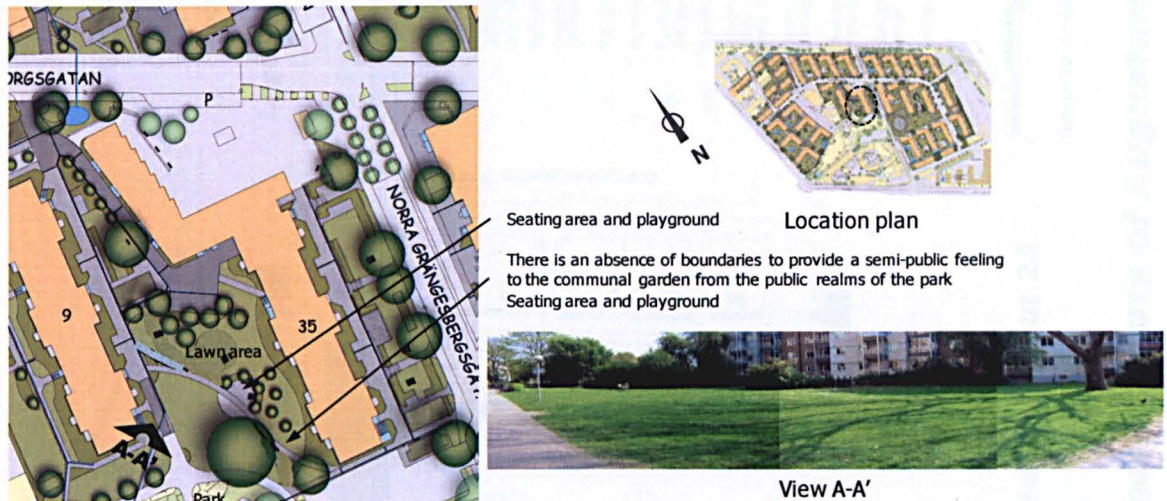 ORGSGATAN
P
NORRA GRÄNGESBERGSGAT
9
35
Lawn area
A-A'
Park
N
Location plan
Seating area and playground
There is an absence of boundaries to provide a semi-public feeling
to the communal garden from the public realms of the park
Seating area and playground
View A-A'